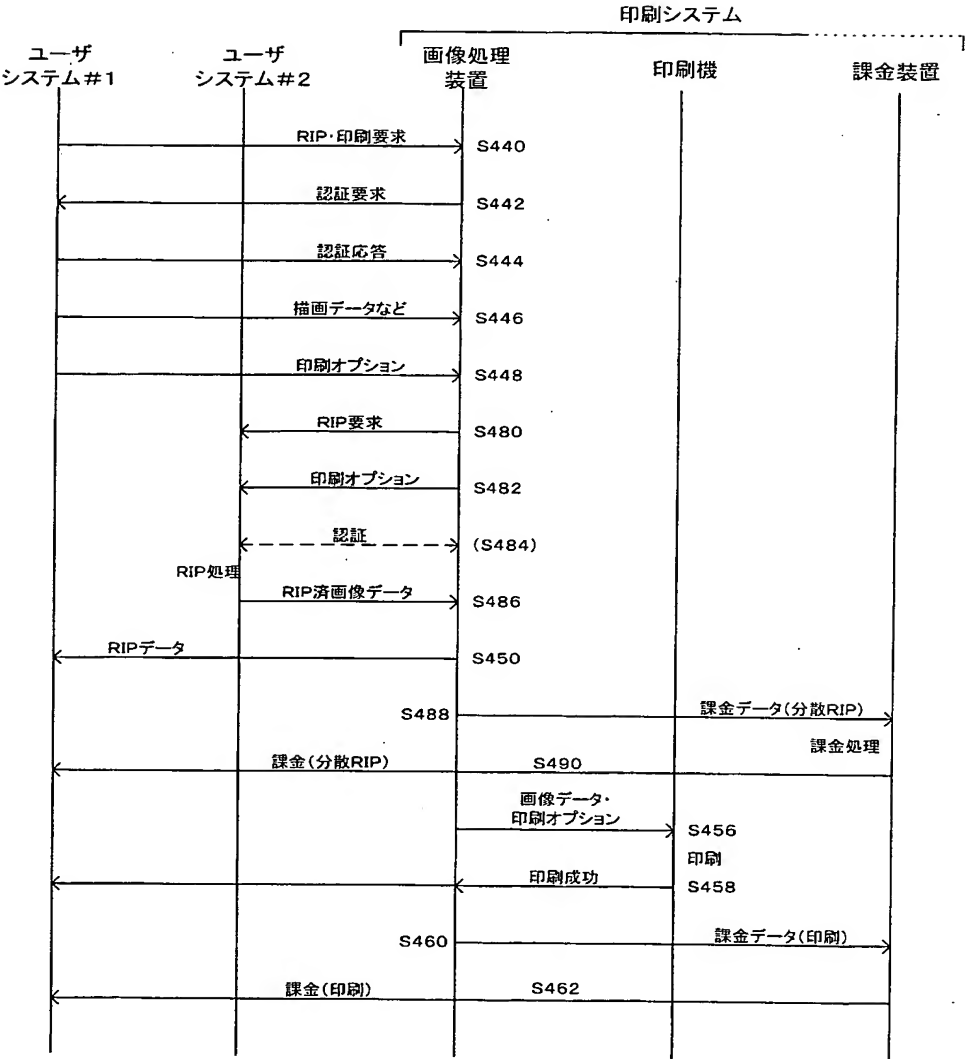 印刷システム
ユーザ
システム#1
ユーザ
システム#2
画像処理
装置
印刷機
課金装置
RIP・印刷要求
S440
認証要求
S442
認証応答
S444
描画データなど
S446
印刷オプション
S448
RIP要求
S480
印刷オプション
S482
認証
(S484)
RIP処理
RIP済画像データ
S486
RIPデータ
S450
S488
課金データ(分散RIP)
課金処理
課金(分散RIP)
S490
画像データ・
印刷オプション
S456
印刷
印刷成功
S458
S460
課金データ(印刷)
課金(印刷)
S462